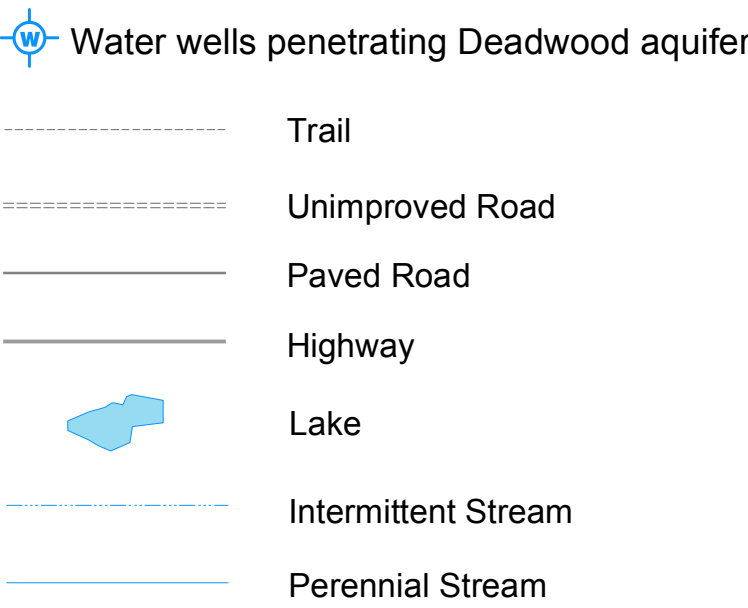 W Water wells penetrating Deadwood aquifer
Trail
Unimproved Road
Paved Road
Highway
Lake
Intermittent Stream
Perennial Stream